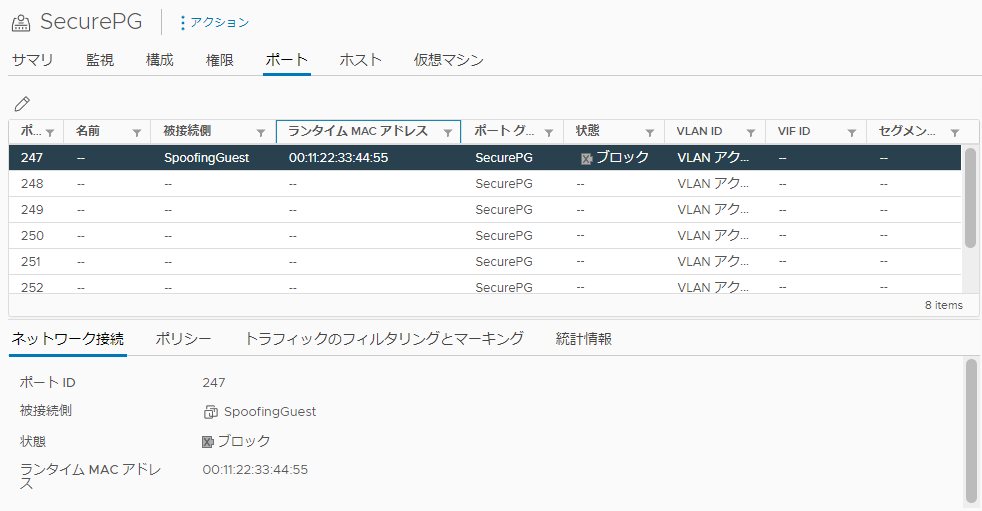 SecurePG アクション
サマリ 監視 構成 権限 ポート ホスト 仮想マシン
ポ... 名前 被接続側 ランタイム MAC アドレス ポート グ... 状態 VLAN ID VIF ID セグメン...
247 -- SpoofingGuest 00:11:22:33:44:55 SecurePG ブロック VLAN アク... -- --
248 -- -- -- SecurePG -- VLAN アク... -- --
249 -- -- -- SecurePG -- VLAN アク... -- --
250 -- -- -- SecurePG -- VLAN アク... -- --
251 -- -- -- SecurePG -- VLAN アク... -- --
252 -- -- -- SecurePG -- VLAN アク... -- --
8 items
ネットワーク接続 ポリシー トラフィックのフィルタリングとマーキング 統計情報
ポート ID 247
被接続側 SpoofingGuest
状態 ブロック
ランタイム MAC アドレ 00:11:22:33:44:55
ス